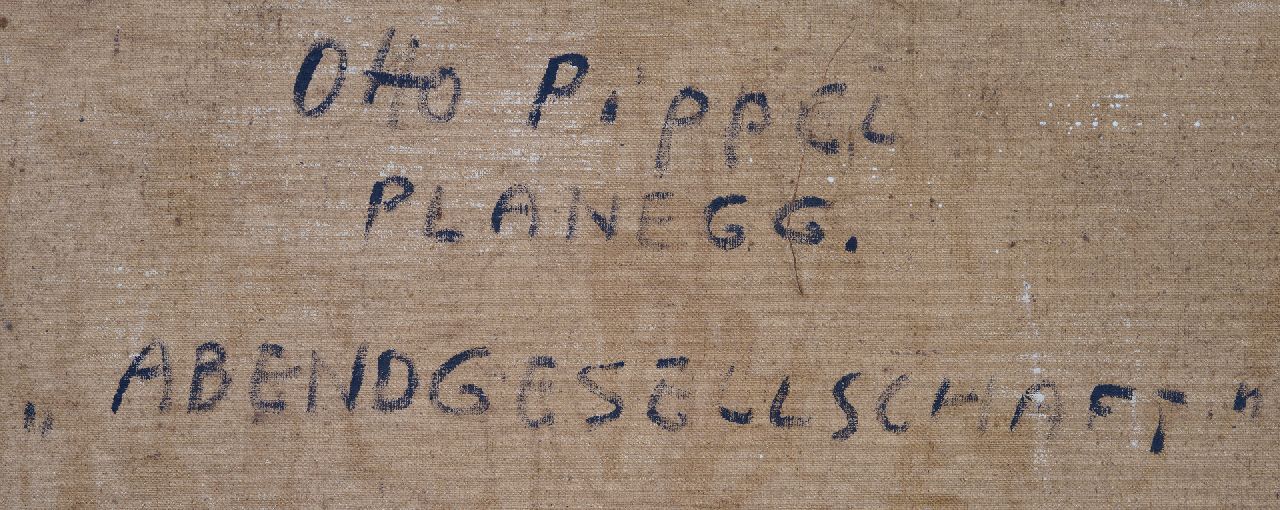 Otto Pippel
PLANEGG.
„ABENDGESELLSCHAFT."